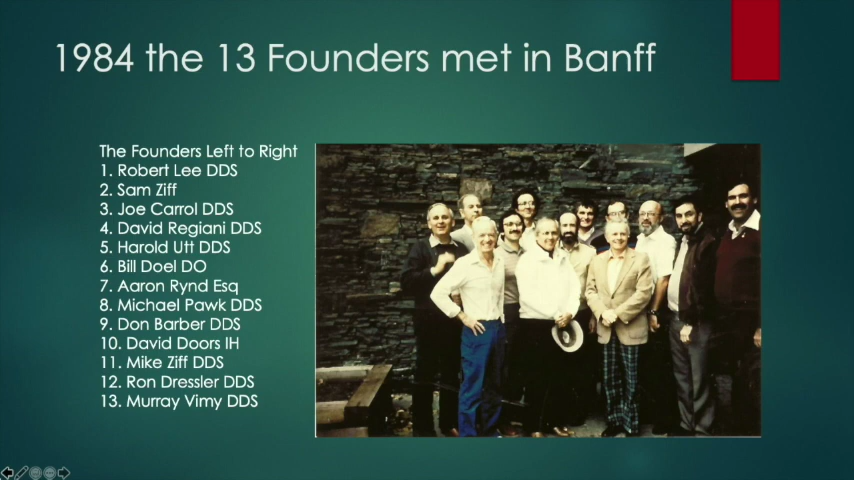 1984 the 13 Founders met in Banff
The Founders Left to Right
1. Robert Lee DDS
2. Sam Ziff
3. Joe Carrol DDS
4. David Regiani DDS
5. Harold Utt DDS
6. Bill Doel DO
7. Aaron Rynd Esq
8. Michael Pawk DDS
9. Don Barber DDS
10. David Doors IH
11. Mike Ziff DDS
12. Ron Dressler DDS
13. Murray Vimy DDS